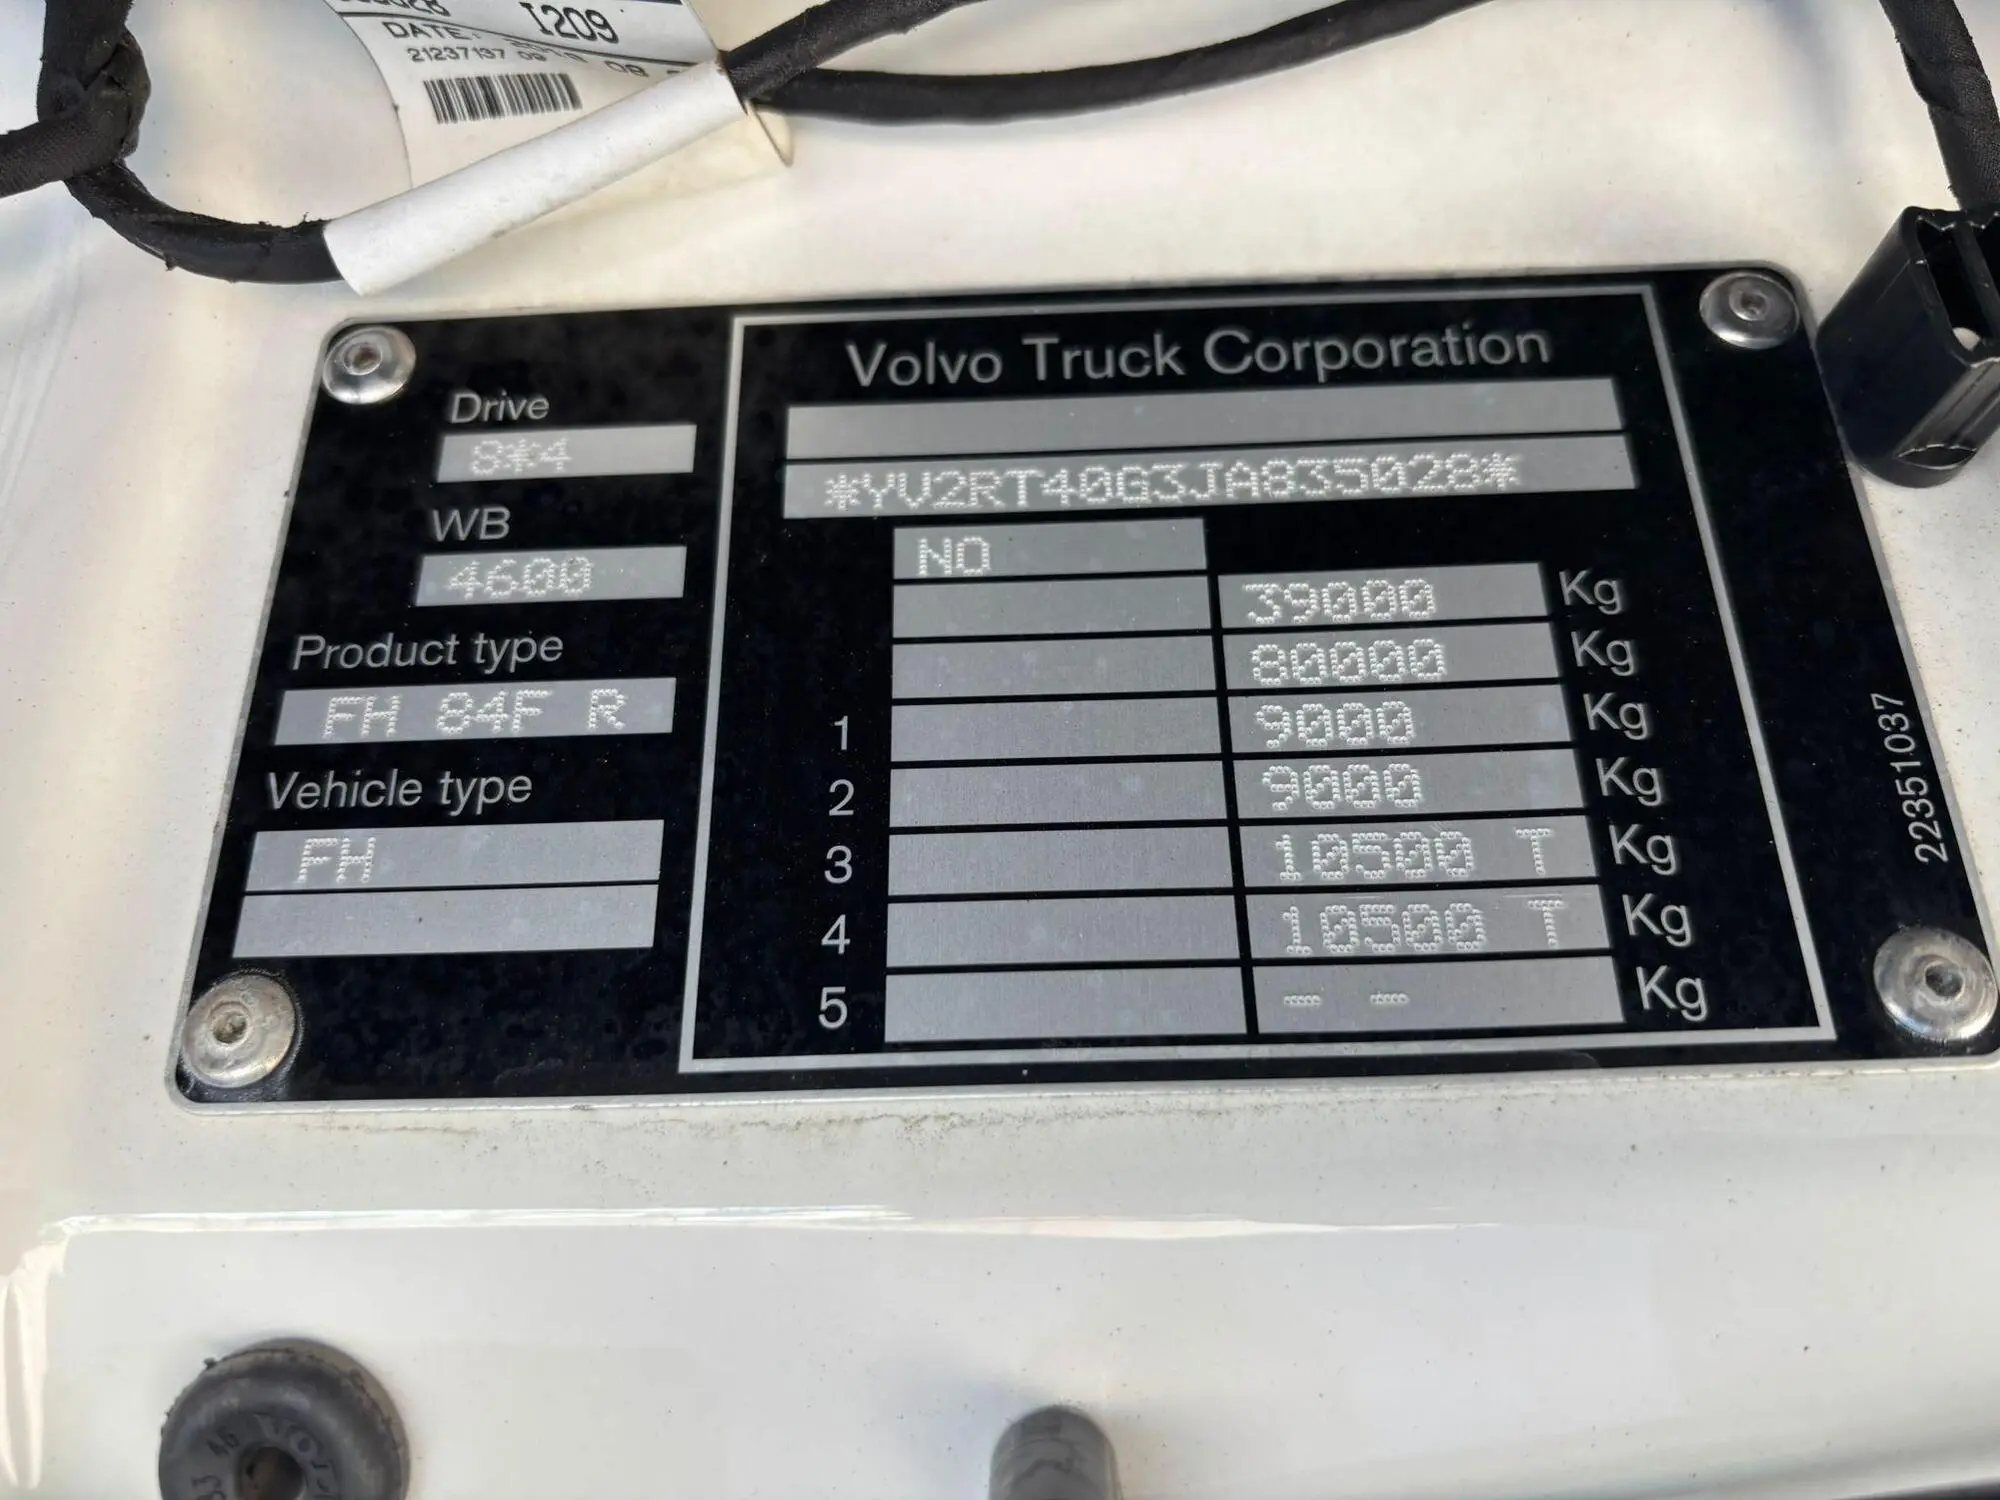 I209
DATE:
21237137
Volvo Truck Corporation
Drive
8*4
*YV2RT40G3JA835028*
WB
4600
NO
39000 Kg
80000 Kg
Product type
FH 84F R
1 9000 Kg
2 9000 Kg
Vehicle type
FH
3 10500 T Kg
4 10500 T Kg
5 - - Kg
22351037